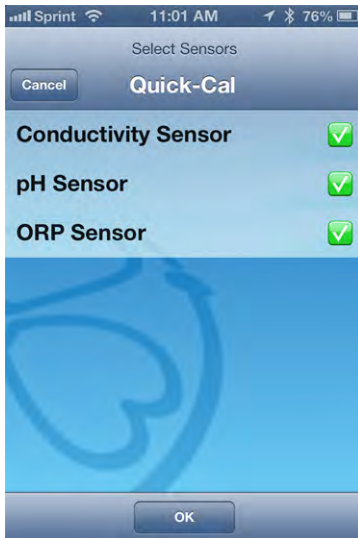 Sprint 11:01 AM 76%
Select Sensors
Cancel Quick-Cal
Conductivity Sensor
pH Sensor
ORP Sensor
OK